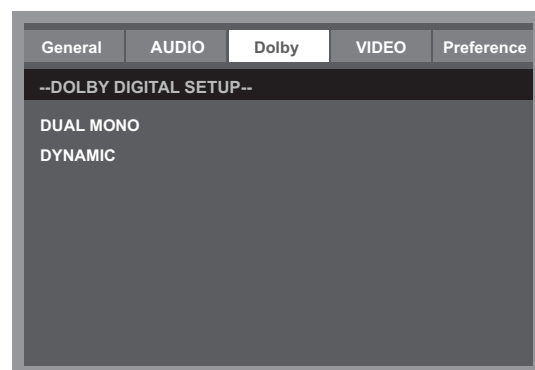 General AUDIO Dolby VIDEO Preference
--DOLBY DIGITAL SETUP--
DUAL MONO
DYNAMIC